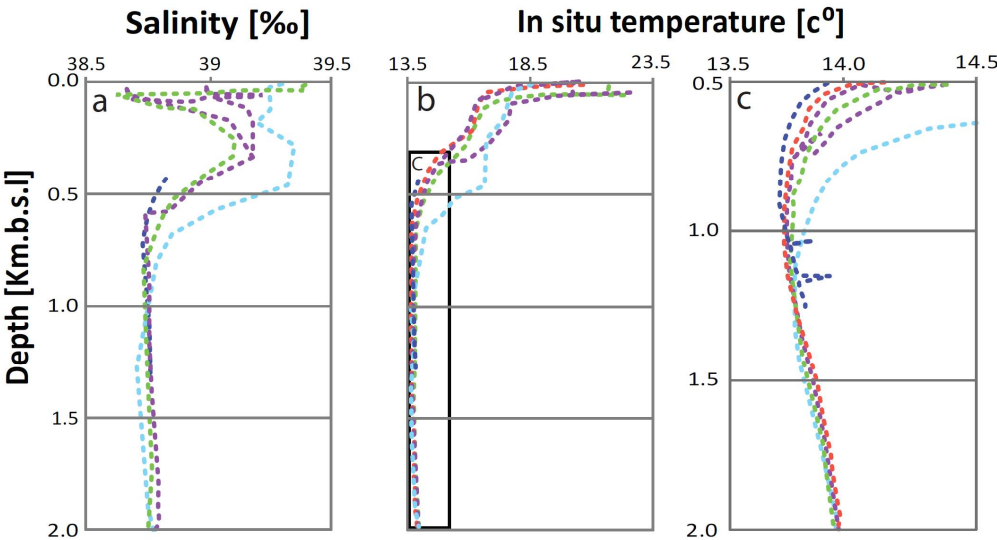 Salinity [‰]
In situ temperature [c⁰]
38.5 39 39.5
13.5 18.5 23.5
13.5 14.0 14.5
0.0 a b 0.5 c
c
0.5
1.0 1.0
1.5 1.5
2.0 2.0
Depth [Km.b.s.l]